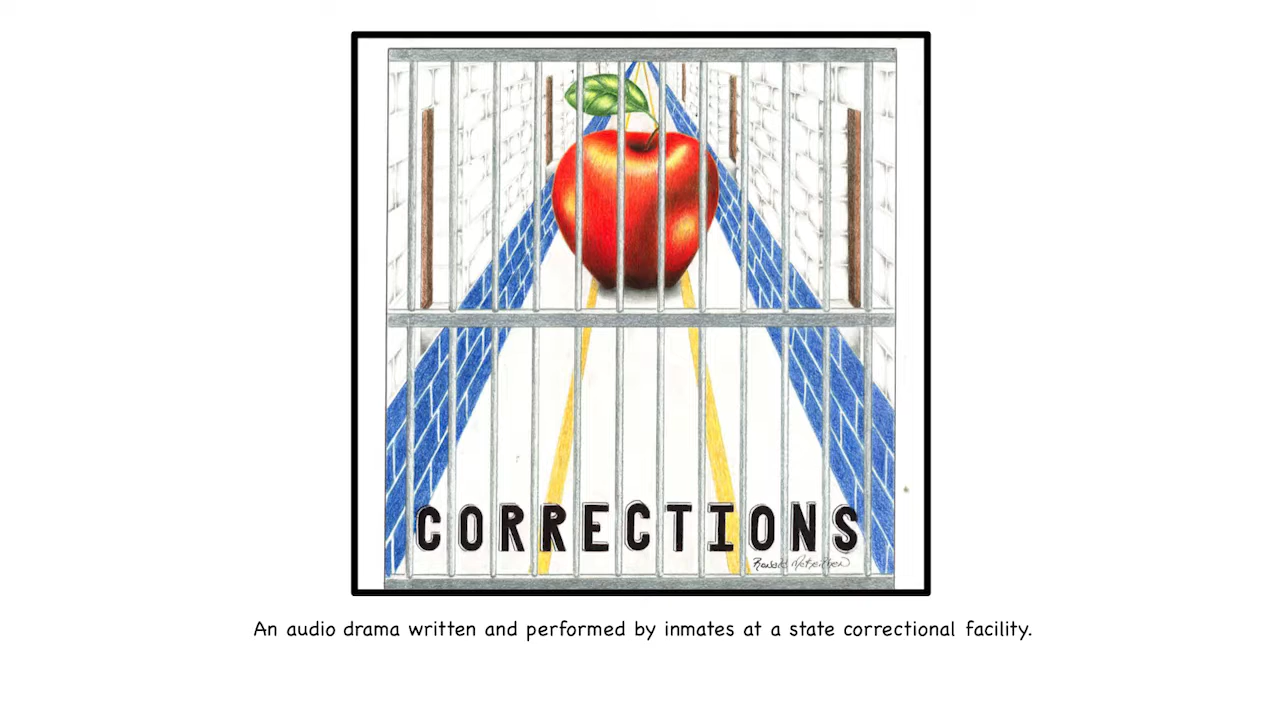 CORRECTIONS
An audio drama written and performed by inmates at a state correctional facility.